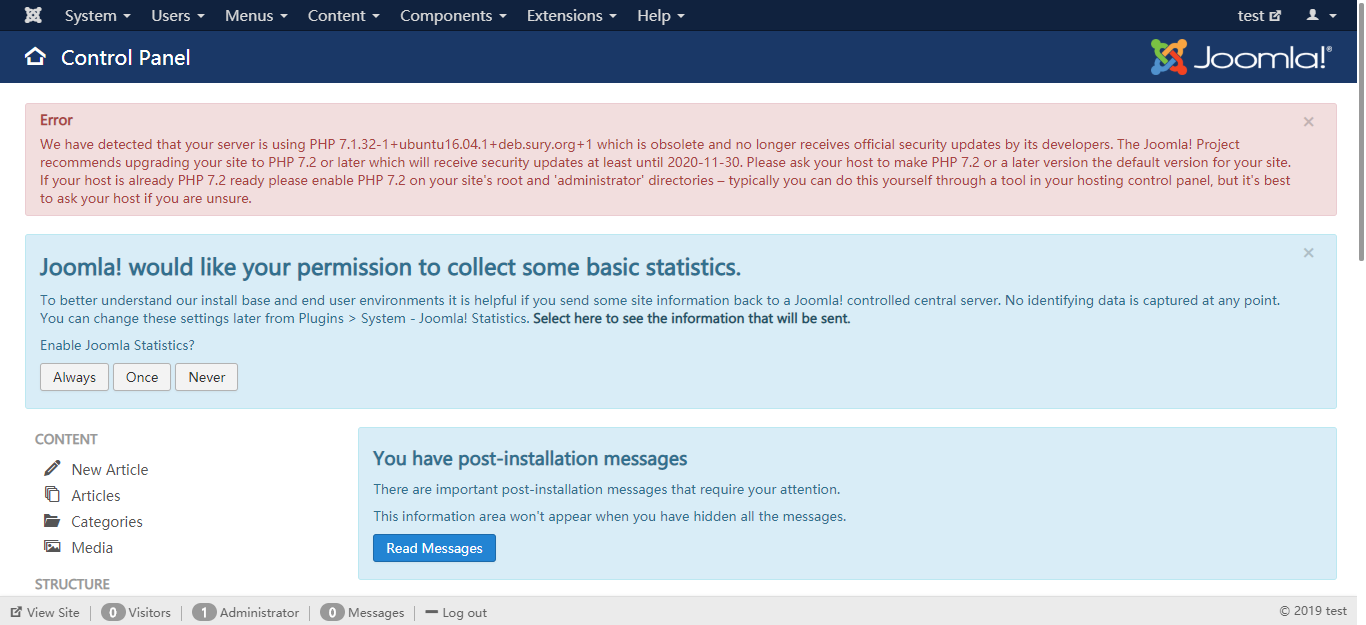 System Users Menus Content Components Extensions Help test
Control Panel
Joomla!®
Error
We have detected that your server is using PHP 7.1.32-1+ubuntu16.04.1+deb.sury.org+1 which is obsolete and no longer receives official security updates by its developers. The Joomla! Project
recommends upgrading your site to PHP 7.2 or later which will receive security updates at least until 2020-11-30. Please ask your host to make PHP 7.2 or a later version the default version for your site.
If your host is already PHP 7.2 ready please enable PHP 7.2 on your site's root and 'administrator' directories – typically you can do this yourself through a tool in your hosting control panel, but it's best
to ask your host if you are unsure.
Joomla! would like your permission to collect some basic statistics.
To better understand our install base and end user environments it is helpful if you send some site information back to a Joomla! controlled central server. No identifying data is captured at any point.
You can change these settings later from Plugins > System - Joomla! Statistics. Select here to see the information that will be sent.
Enable Joomla Statistics?
Always Once Never
CONTENT
New Article
Articles
Categories
Media
STRUCTURE
You have post-installation messages
There are important post-installation messages that require your attention.
This information area won't appear when you have hidden all the messages.
Read Messages
View Site 0 Visitors 1 Administrator 0 Messages Log out © 2019 test